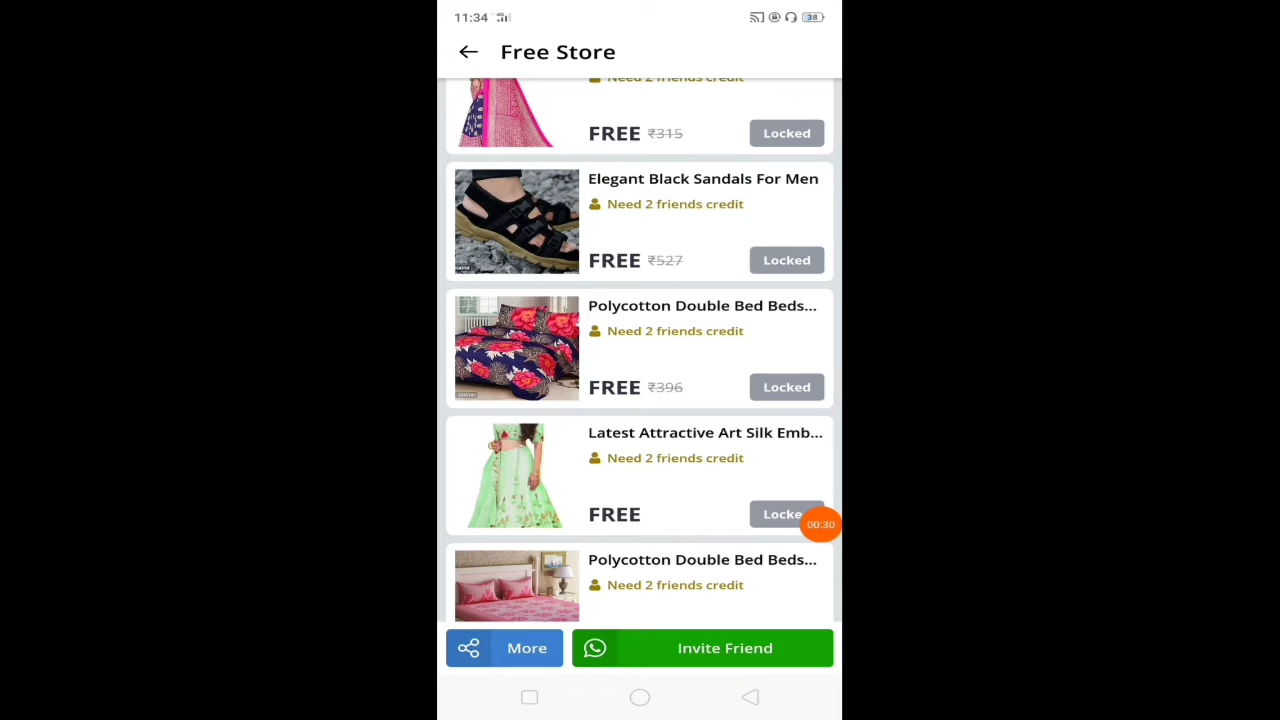 11:34 4G 38
Free Store
Need 2 friends credit
FREE ₹315 Locked
Elegant Black Sandals For Men
Need 2 friends credit
FREE ₹527 Locked
Polycotton Double Bed Beds...
Need 2 friends credit
FREE ₹396 Locked
Latest Attractive Art Silk Emb...
Need 2 friends credit
FREE Locke
00:30
Polycotton Double Bed Beds...
Need 2 friends credit
More Invite Friend